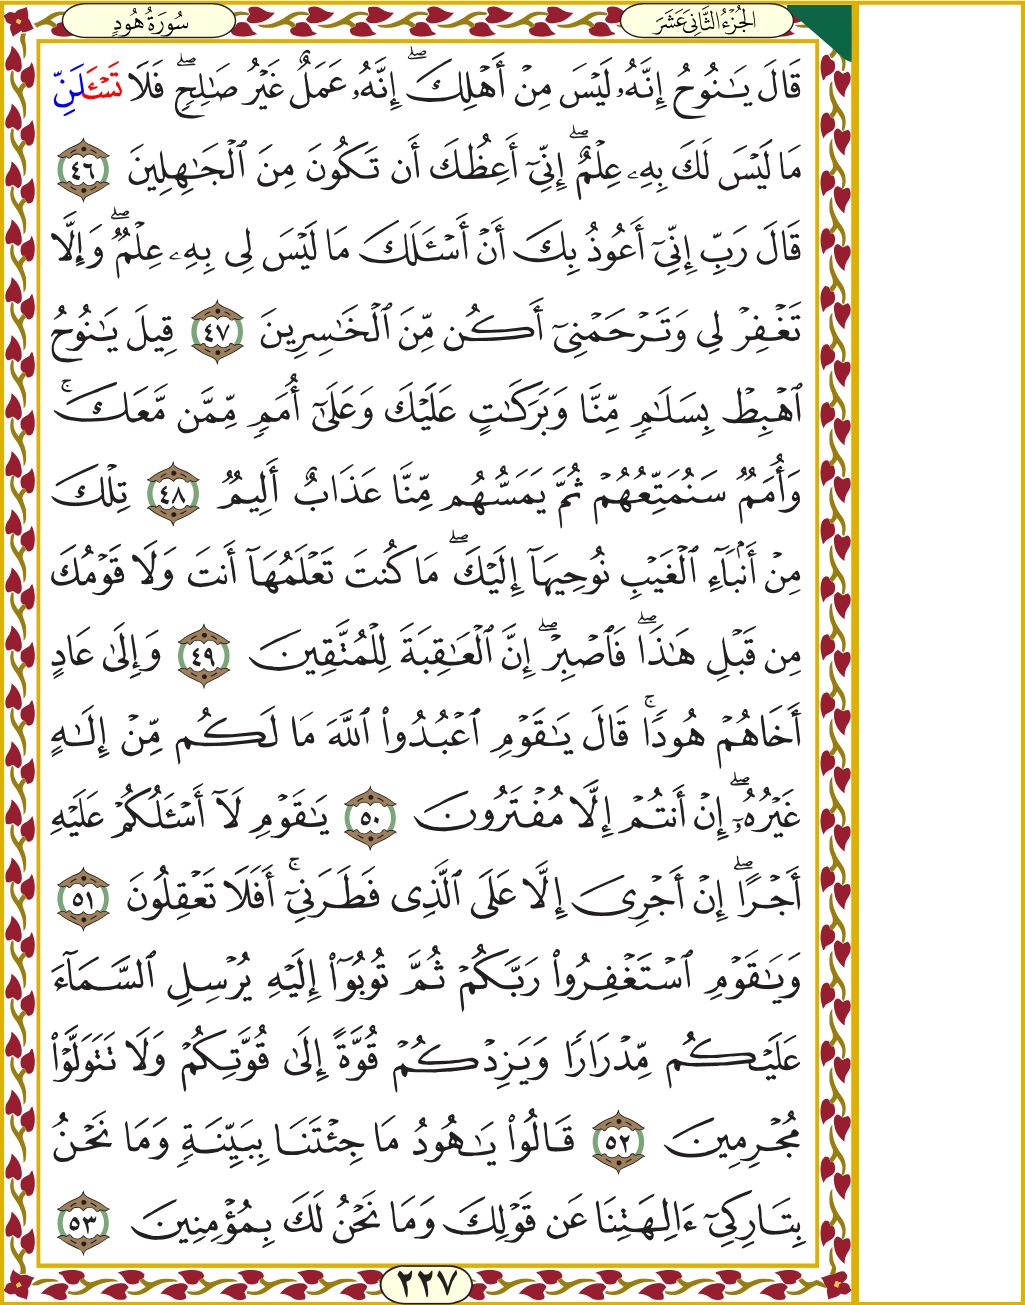 الجُزْءُ الثَّانِيَ عَشَرَ
سُورَةُ هُودٍ
قَالَ يَٰنُوحُ إِنَّهُۥ لَيۡسَ مِنۡ أَهۡلِكَۖ إِنَّهُۥ عَمَلٌ غَيۡرُ صَٰلِحٖۖ فَلَا تَسۡـَٔلَنِّ
مَا لَيۡسَ لَكَ بِهِۦ عِلۡمٌۖ إِنِّيٓ أَعِظُكَ أَن تَكُونَ مِنَ ٱلۡجَٰهِلِينَ ٤٦
قَالَ رَبِّ إِنِّيٓ أَعُوذُ بِكَ أَنۡ أَسۡـَٔلَكَ مَا لَيۡسَ لِي بِهِۦ عِلۡمٞۖ وَإِلَّا
تَغۡفِرۡ لِي وَتَرۡحَمۡنِيٓ أَكُن مِّنَ ٱلۡخَٰسِرِينَ ٤٧ قِيلَ يَٰنُوحُ
ٱهۡبِطۡ بِسَلَٰمٖ مِّنَّا وَبَرَكَٰتٍ عَلَيۡكَ وَعَلَىٰٓ أُمَمٖ مِّمَّن مَّعَكَۚ
وَأُمَمٞ سَنُمَتِّعُهُمۡ ثُمَّ يَمَسُّهُم مِّنَّا عَذَابٌ أَلِيمٞ ٤٨ تِلۡكَ
مِنۡ أَنۢبَآءِ ٱلۡغَيۡبِ نُوحِيهَآ إِلَيۡكَۖ مَا كُنتَ تَعۡلَمُهَآ أَنتَ وَلَا قَوۡمُكَ
مِن قَبۡلِ هَٰذَاۖ فَٱصۡبِرۡۖ إِنَّ ٱلۡعَٰقِبَةَ لِلۡمُتَّقِينَ ٤٩ وَإِلَىٰ عَادٍ
أَخَاهُمۡ هُودٗاۚ قَالَ يَٰقَوۡمِ ٱعۡبُدُواْ ٱللَّهَ مَا لَكُم مِّنۡ إِلَٰهٍ
غَيۡرُهُۥٓۖ إِنۡ أَنتُمۡ إِلَّا مُفۡتَرُونَ ٥٠ يَٰقَوۡمِ لَآ أَسۡـَٔلُكُمۡ عَلَيۡهِ
أَجۡرًاۖ إِنۡ أَجۡرِيَ إِلَّا عَلَى ٱلَّذِي فَطَرَنِيٓۚ أَفَلَا تَعۡقِلُونَ ٥١
وَيَٰقَوۡمِ ٱسۡتَغۡفِرُواْ رَبَّكُمۡ ثُمَّ تُوبُوٓاْ إِلَيۡهِ يُرۡسِلِ ٱلسَّمَآءَ
عَلَيۡكُم مِّدۡرَارٗا وَيَزِدۡكُمۡ قُوَّةً إِلَىٰ قُوَّتِكُمۡ وَلَا تَتَوَلَّوۡاْ
مُجۡرِمِينَ ٥٢ قَالُواْ يَٰهُودُ مَا جِئۡتَنَا بِبَيِّنَةٖ وَمَا نَحۡنُ
بِتَارِكِيٓ ءَالِهَتِنَا عَن قَوۡلِكَ وَمَا نَحۡنُ لَكَ بِمُؤۡمِنِينَ ٥٣
٢٢٧